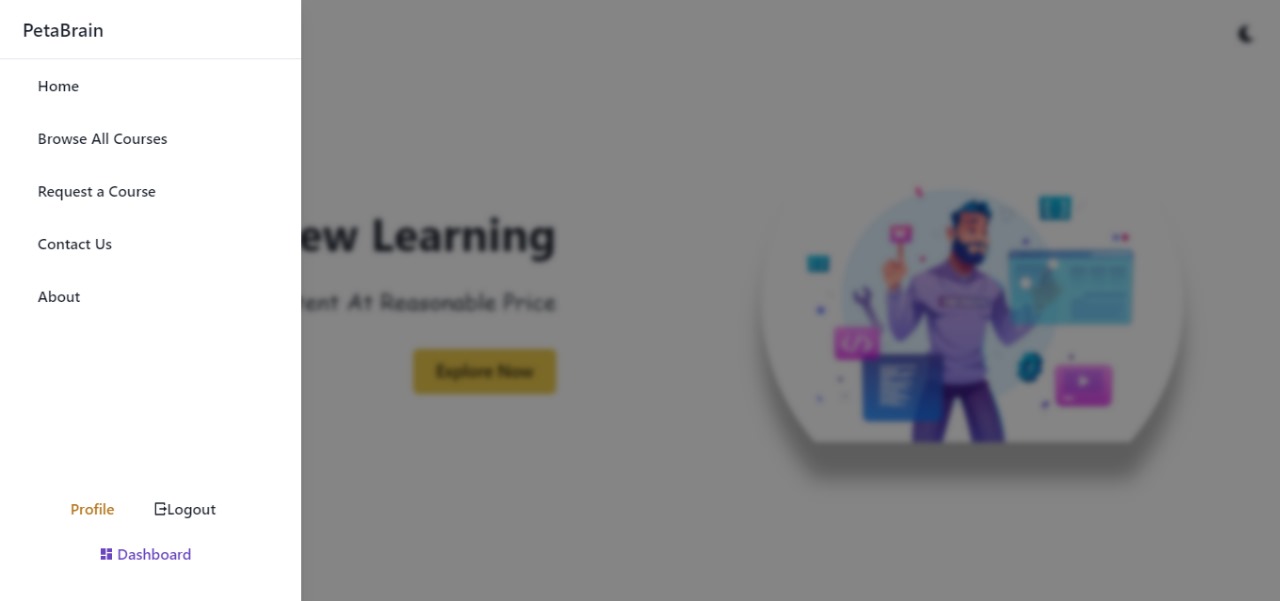 PetaBrain
Home
Browse All Courses
Request a Course
Contact Us
About
ew Learning
ent At Reasonable Price
Explore Now
Profile Logout
Dashboard